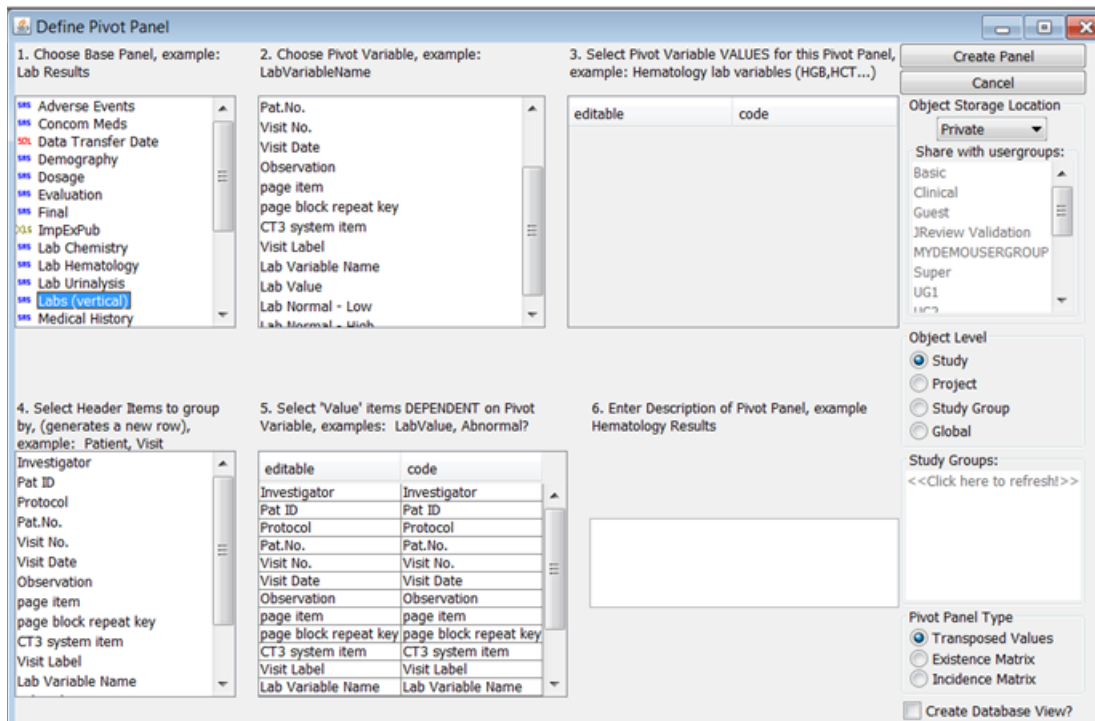 Define Pivot Panel
1. Choose Base Panel, example:
Lab Results
SRS Adverse Events
SRS Concom Meds
SQL Data Transfer Date
SRS Demography
SRS Dosage
SRS Evaluation
SRS Final
XLS ImpExPub
SRS Lab Chemistry
SRS Lab Hematology
SRS Lab Urinalysis
SRS Labs (vertical)
SRS Medical History
2. Choose Pivot Variable, example:
LabVariableName
Pat.No.
Visit No.
Visit Date
Observation
page item
page block repeat key
CT3 system item
Visit Label
Lab Variable Name
Lab Value
Lab Normal - Low
Lab Normal - High
3. Select Pivot Variable VALUES for this Pivot Panel,
example: Hematology lab variables (HGB,HCT...)
editable code
4. Select Header Items to group
by, (generates a new row),
example: Patient, Visit
Investigator
Pat ID
Protocol
Pat.No.
Visit No.
Visit Date
Observation
page item
page block repeat key
CT3 system item
Visit Label
Lab Variable Name
5. Select 'Value' items DEPENDENT on Pivot
Variable, examples: LabValue, Abnormal?
editable code
Investigator Investigator
Pat ID Pat ID
Protocol Protocol
Pat.No. Pat.No.
Visit No. Visit No.
Visit Date Visit Date
Observation Observation
page item page item
page block repeat key page block repeat key
CT3 system item CT3 system item
Visit Label Visit Label
Lab Variable Name Lab Variable Name
6. Enter Description of Pivot Panel, example
Hematology Results
Create Panel
Cancel
Object Storage Location
Private
Share with usergroups:
Basic
Clinical
Guest
JReview Validation
MYDEMOUSERGROUP
Super
UG1
UG2
Object Level
Study
Project
Study Group
Global
Study Groups:
<<Click here to refresh!>>
Pivot Panel Type
Transposed Values
Existence Matrix
Incidence Matrix
Create Database View?